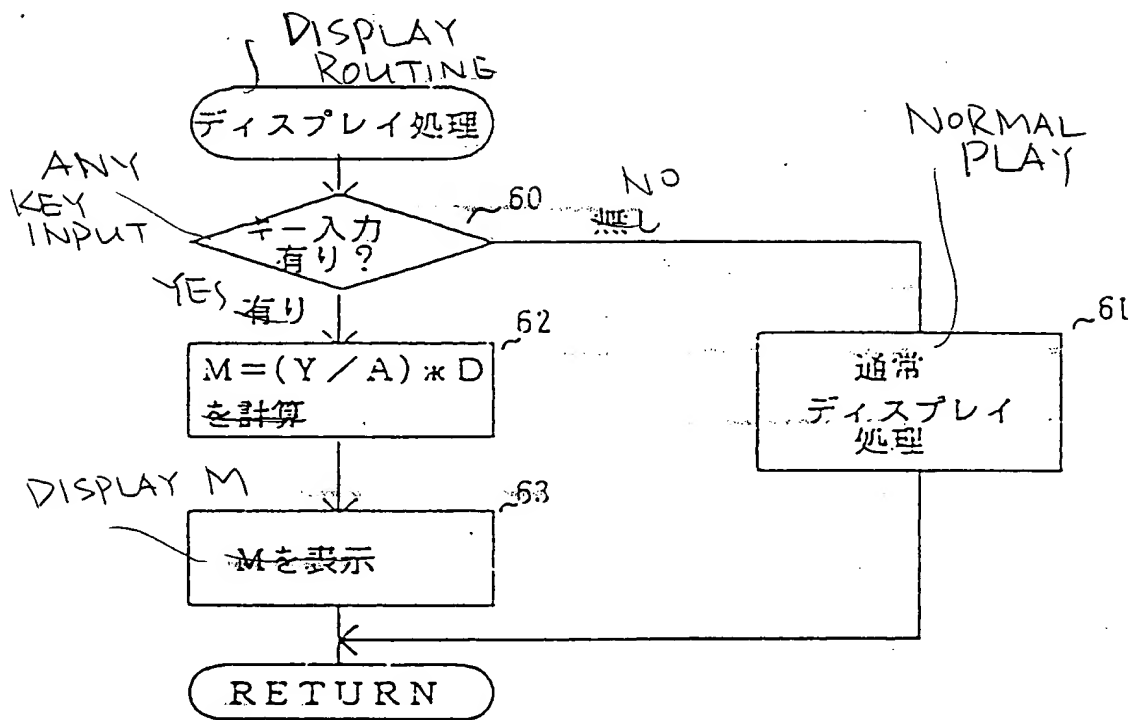 DISPLAY
ROUTING
ディスプレイ処理
ANY
KEY
INPUT
キー入力
有り?
60
NO
無し
NORMAL
PLAY
YES 有り
62
M=(Y/A)*D
を計算
61
通常
ディスプレイ
処理
DISPLAY M
63
Mを表示
RETURN